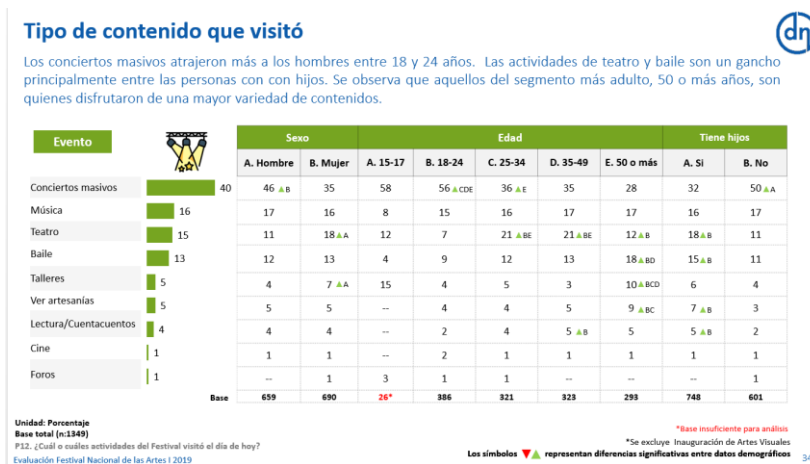 Tipo de contenido que visitó
dη
Los conciertos masivos atrajeron más a los hombres entre 18 y 24 años. Las actividades de teatro y baile son un gancho
principalmente entre las personas con con hijos. Se observa que aquellos del segmento más adulto, 50 o más años, son
quienes disfrutaron de una mayor variedad de contenidos.
Evento Sexo Edad Tiene hijos
A. Hombre B. Mujer A. 15-17 B. 18-24 C. 25-34 D. 35-49 E. 50 o más A. Si B. No
Conciertos masivos 40 46 ▲B 35 58 56 ▲CDE 36 ▲E 35 28 32 50 ▲A
Música 16 17 16 8 15 16 17 17 16 17
Teatro 15 11 18 ▲A 12 7 21 ▲BE 21 ▲BE 12 ▲B 18 ▲B 11
Baile 13 12 13 4 9 12 13 18 ▲BD 15 ▲B 11
Talleres 5 4 7 ▲A 15 4 5 3 10 ▲BCD 6 4
Ver artesanías 5 5 5 -- 4 4 5 9 ▲BC 7 ▲B 3
Lectura/Cuentacuentos 4 4 4 -- 2 4 5 ▲B 5 5 ▲B 2
Cine 1 1 1 -- 2 1 1 1 1 1
Foros 1 -- 1 3 1 1 -- -- -- 1
Base 659 690 26* 386 321 323 293 748 601
Unidad: Porcentaje
Base total (n:1349)
P12. ¿Cuál o cuáles actividades del Festival visitó el día de hoy?
Evaluación Festival Nacional de las Artes I 2019
*Base insuficiente para análisis
*Se excluye Inauguración de Artes Visuales
Los símbolos ▼▲ representan diferencias significativas entre datos demográficos
34